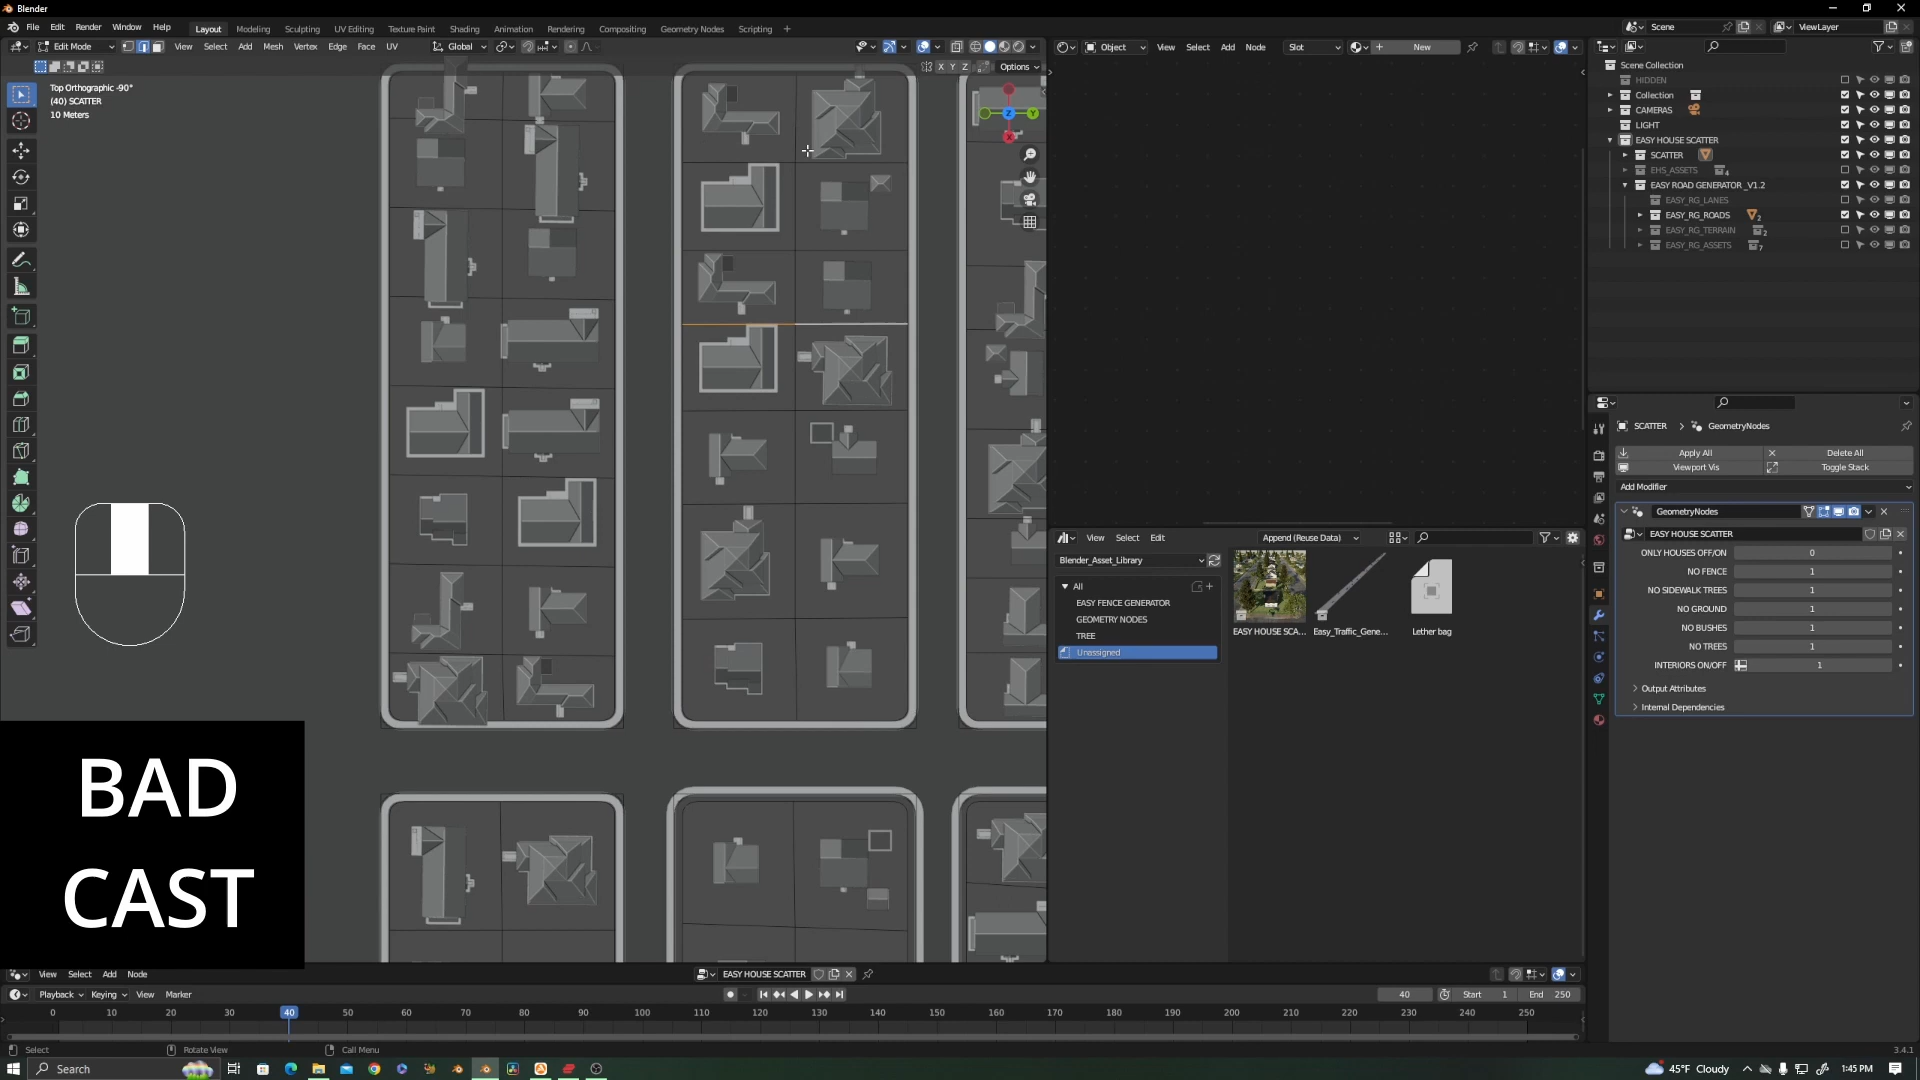 Blender
File Edit Render Window Help
Layout Modeling Sculpting UV Editing Texture Paint Shading Animation Rendering Compositing Geometry Nodes Scripting +
Scene
ViewLayer
Edit Mode
View Select Add Mesh Vertex Edge Face UV
Global
X Y Z Options
Top Orthographic -90°
(40) SCATTER
10 Meters
Object View Select Add Node Slot + New
Scene Collection
HIDDEN
Collection
CAMERAS
LIGHT
EASY HOUSE SCATTER
SCATTER
EHS_ASSETS 4
EASY ROAD GENERATOR _V1.2
EASY_RG_LANES
EASY_RG_ROADS 2
EASY_RG_TERRAIN 2
EASY_RG_ASSETS 7
SCATTER > GeometryNodes
Apply All Delete All
Viewport Vis Toggle Stack
Add Modifier
GeometryNodes
EASY HOUSE SCATTER
ONLY HOUSES OFF/ON 0
NO FENCE 1
NO SIDEWALK TREES 1
NO GROUND 1
NO BUSHES 1
NO TREES 1
INTERIORS ON/OFF 1
Output Attributes
Internal Dependencies
View Select Edit Append (Reuse Data)
Blender_Asset_Library
All
EASY FENCE GENERATOR
GEOMETRY NODES
TREE
Unassigned
EASY HOUSE SCA... Easy_Traffic_Gene... Lether bag
BAD
CAST
View Select Add Node EASY HOUSE SCATTER
Playback Keying View Marker 40 Start 1 End 250
0 10 20 30 40 50 60 70 80 90 100 110 120 130 140 150 160 170 180 190 200 210 220 230 240 250
Select Rotate View Call Menu 3.4.1
Search 45°F Cloudy 1:45 PM